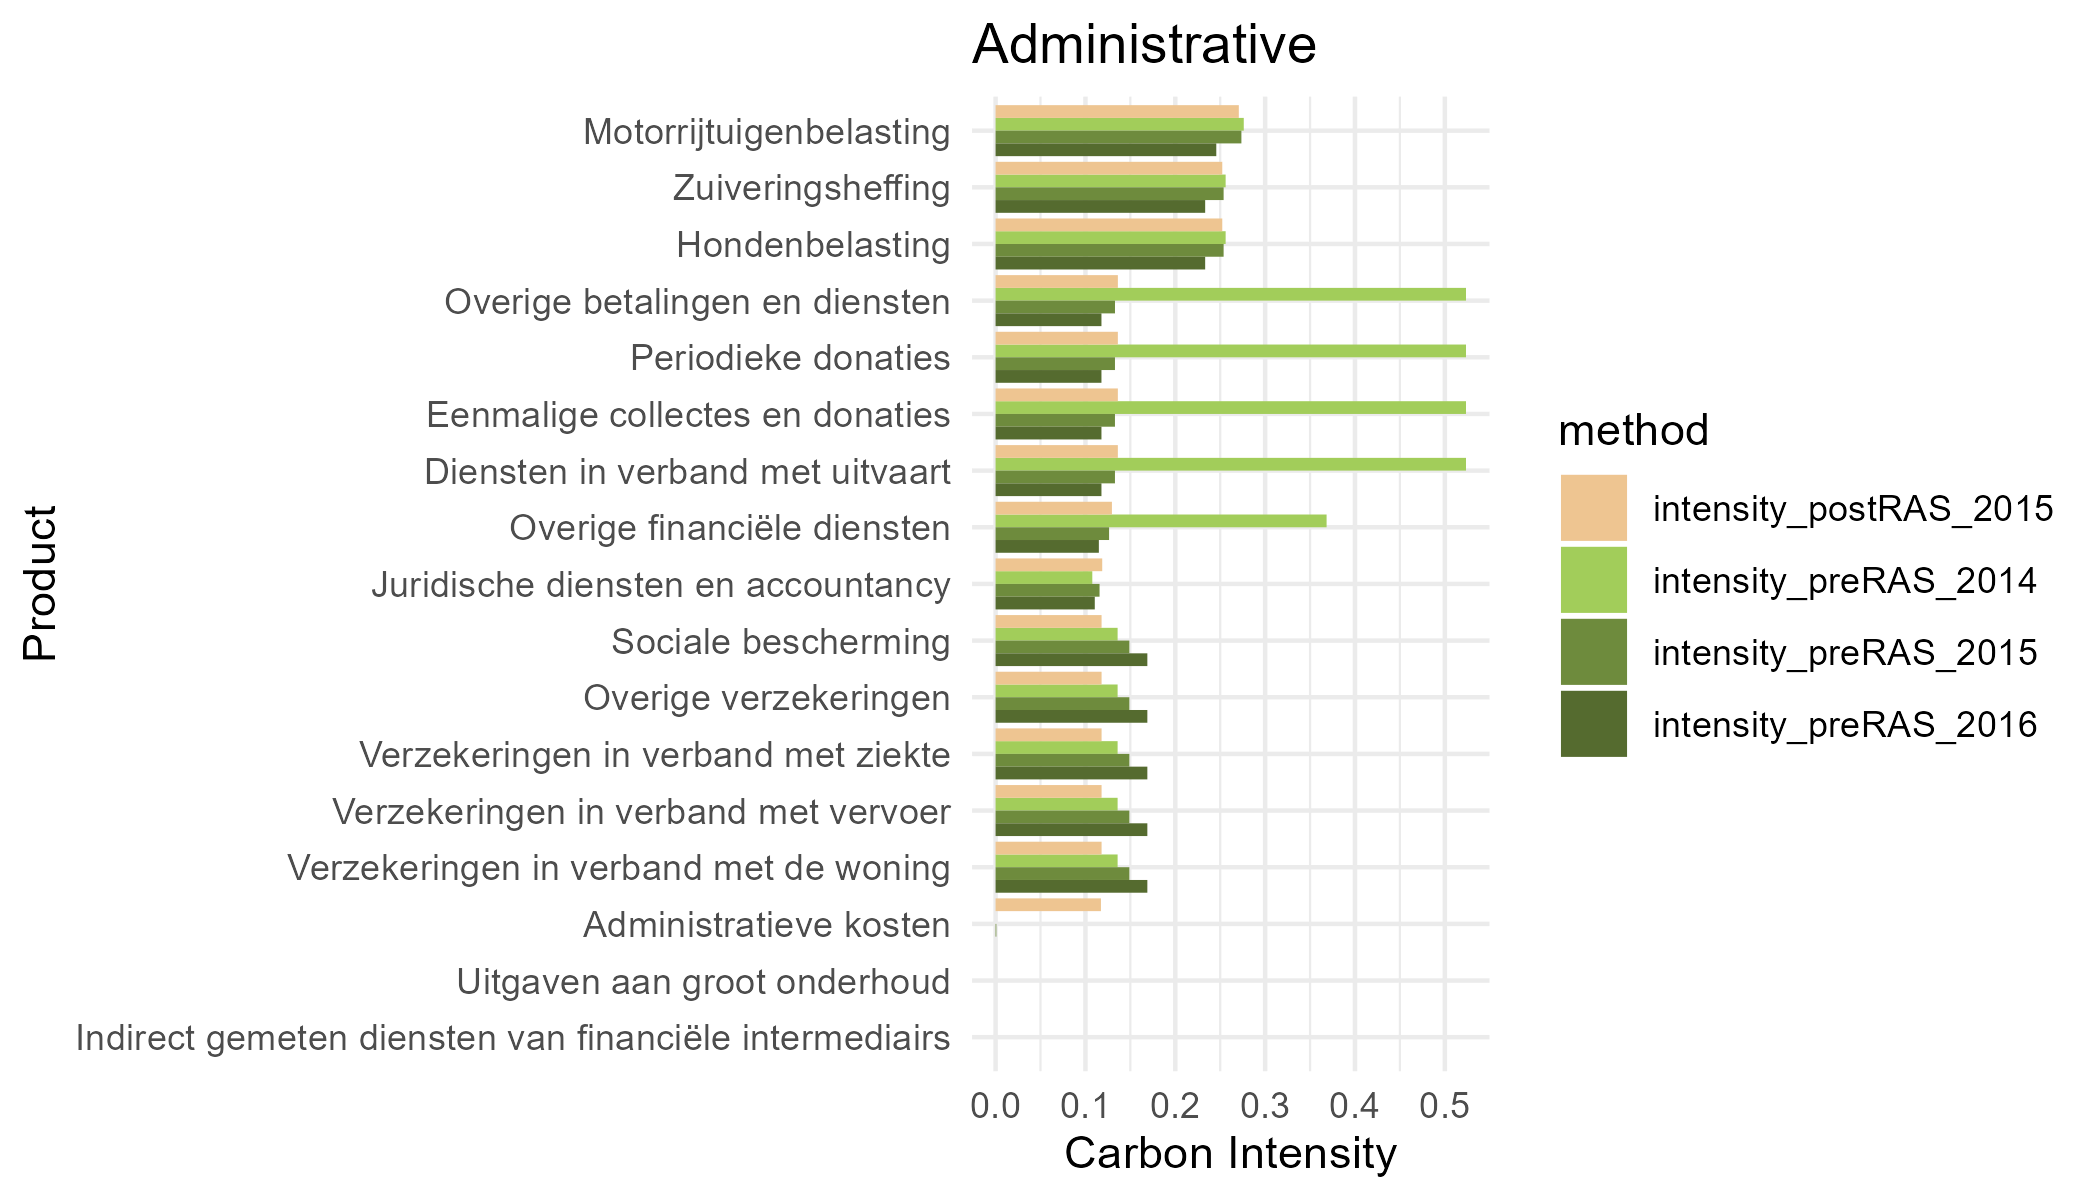 Administrative
Product
Motorrijtuigenbelasting
Zuiveringsheffing
Hondenbelasting
Overige betalingen en diensten
Periodieke donaties
Eenmalige collectes en donaties
Diensten in verband met uitvaart
Overige financiële diensten
Juridische diensten en accountancy
Sociale bescherming
Overige verzekeringen
Verzekeringen in verband met ziekte
Verzekeringen in verband met vervoer
Verzekeringen in verband met de woning
Administratieve kosten
Uitgaven aan groot onderhoud
Indirect gemeten diensten van financiële intermediairs
0.0 0.1 0.2 0.3 0.4 0.5
Carbon Intensity
method
intensity_postRAS_2015
intensity_preRAS_2014
intensity_preRAS_2015
intensity_preRAS_2016